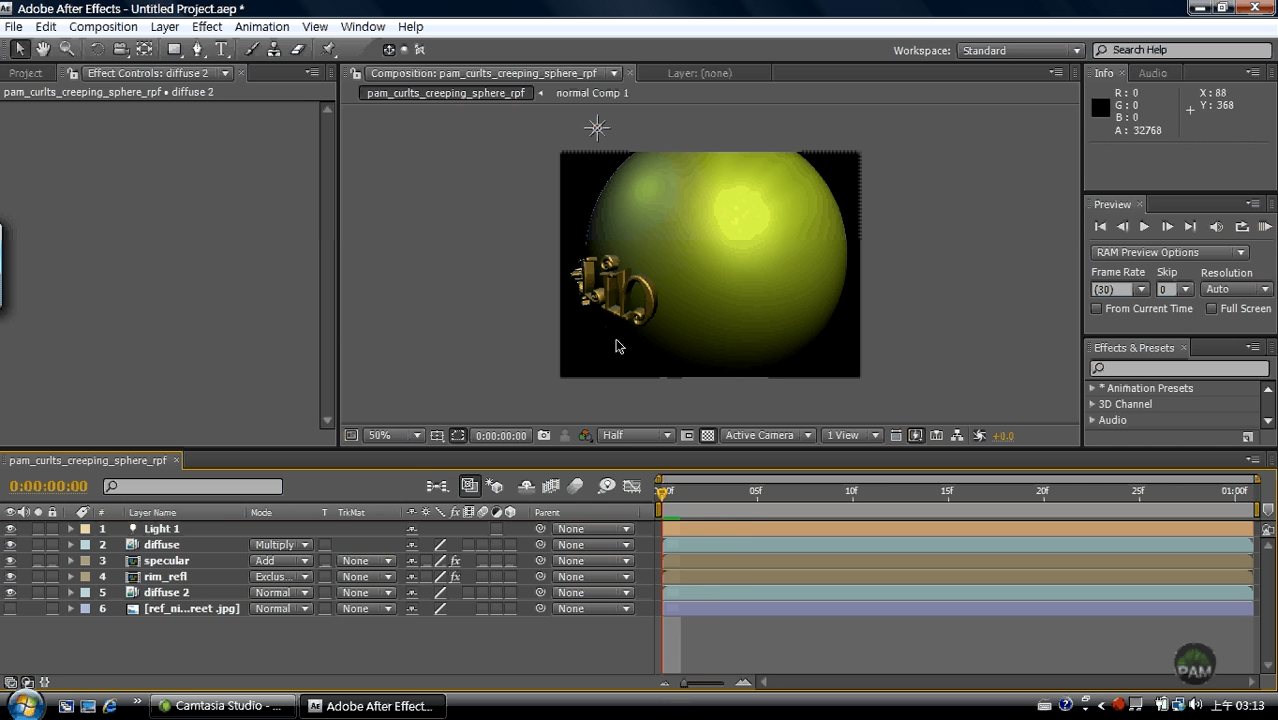 Adobe After Effects - Untitled Project.aep *
File Edit Composition Layer Effect Animation View Window Help
Workspace: Standard Search Help
Project Effect Controls: diffuse 2 Composition: pam_curlts_creeping_sphere_rpf Layer: (none) Info Audio
pam_curlts_creeping_sphere_rpf • diffuse 2
pam_curlts_creeping_sphere_rpf normal Comp 1
R: 0 X: 88
G: 0 Y: 368
B: 0
A: 32768
Preview
RAM Preview Options
Frame Rate Skip Resolution
(30) 0 Auto
From Current Time Full Screen
Effects & Presets
* Animation Presets
3D Channel
Audio
50% 0:00:00:00 Half Active Camera 1 View +0.0
pam_curlts_creeping_sphere_rpf
0:00:00:00
:00f 05f 10f 15f 20f 25f 01:00f
# Layer Name Mode T TrkMat Parent
1 Light 1 None
2 diffuse Multiply None
3 specular Add None None
4 rim_refl Exclus... None None
5 diffuse 2 Normal None None
6 [ref_ni...reet.jpg] Normal None None
PAM
Camtasia Studio - ... Adobe After Effect... 上午 03:13